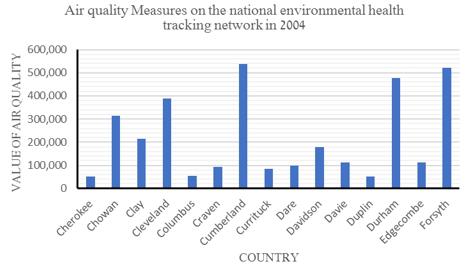 Air quality Measures on the national environmental health
tracking network in 2004
VALUE OF AIR QUALITY
600,000
500,000
400,000
300,000
200,000
100,000
0
Cherokee
Chowan
Clay
Cleveland
Columbus
Craven
Cumberland
Currituck
Dare
Davidson
Davie
Duplin
Durham
Edgecombe
Forsyth
COUNTRY